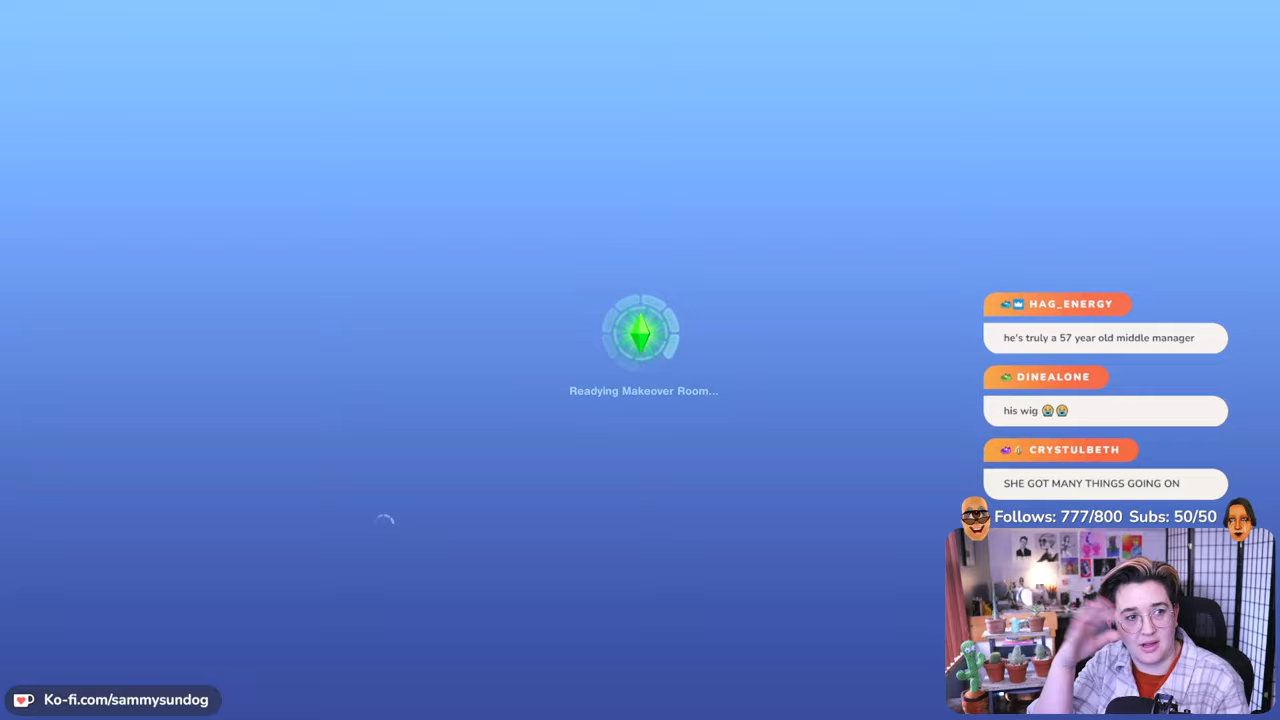 HAG_ENERGY
he's truly a 57 year old middle manager
DINEALONE
his wig 😭😭
CRYSTULBETH
SHE GOT MANY THINGS GOING ON
Readying Makeover Room...
Follows: 777/800 Subs: 50/50
Ko-fi.com/sammysundog